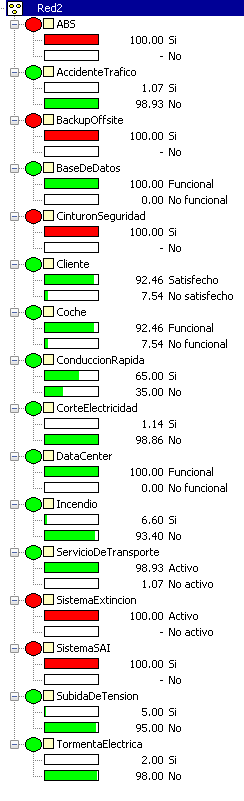 Red2
ABS
100.00 Si
- No
AccidenteTrafico
1.07 Si
98.93 No
BackupOffsite
100.00 Si
- No
BaseDeDatos
100.00 Funcional
0.00 No funcional
CinturonSeguridad
100.00 Si
- No
Cliente
92.46 Satisfecho
7.54 No satisfecho
Coche
92.46 Funcional
7.54 No funcional
ConduccionRapida
65.00 Si
35.00 No
CorteElectricidad
1.14 Si
98.86 No
DataCenter
100.00 Funcional
0.00 No funcional
Incendio
6.60 Si
93.40 No
ServicioDeTransporte
98.93 Activo
1.07 No activo
SistemaExtincion
100.00 Activo
- No activo
SistemaSAI
100.00 Si
- No
SubidaDeTension
5.00 Si
95.00 No
TormentaElectrica
2.00 Si
98.00 No